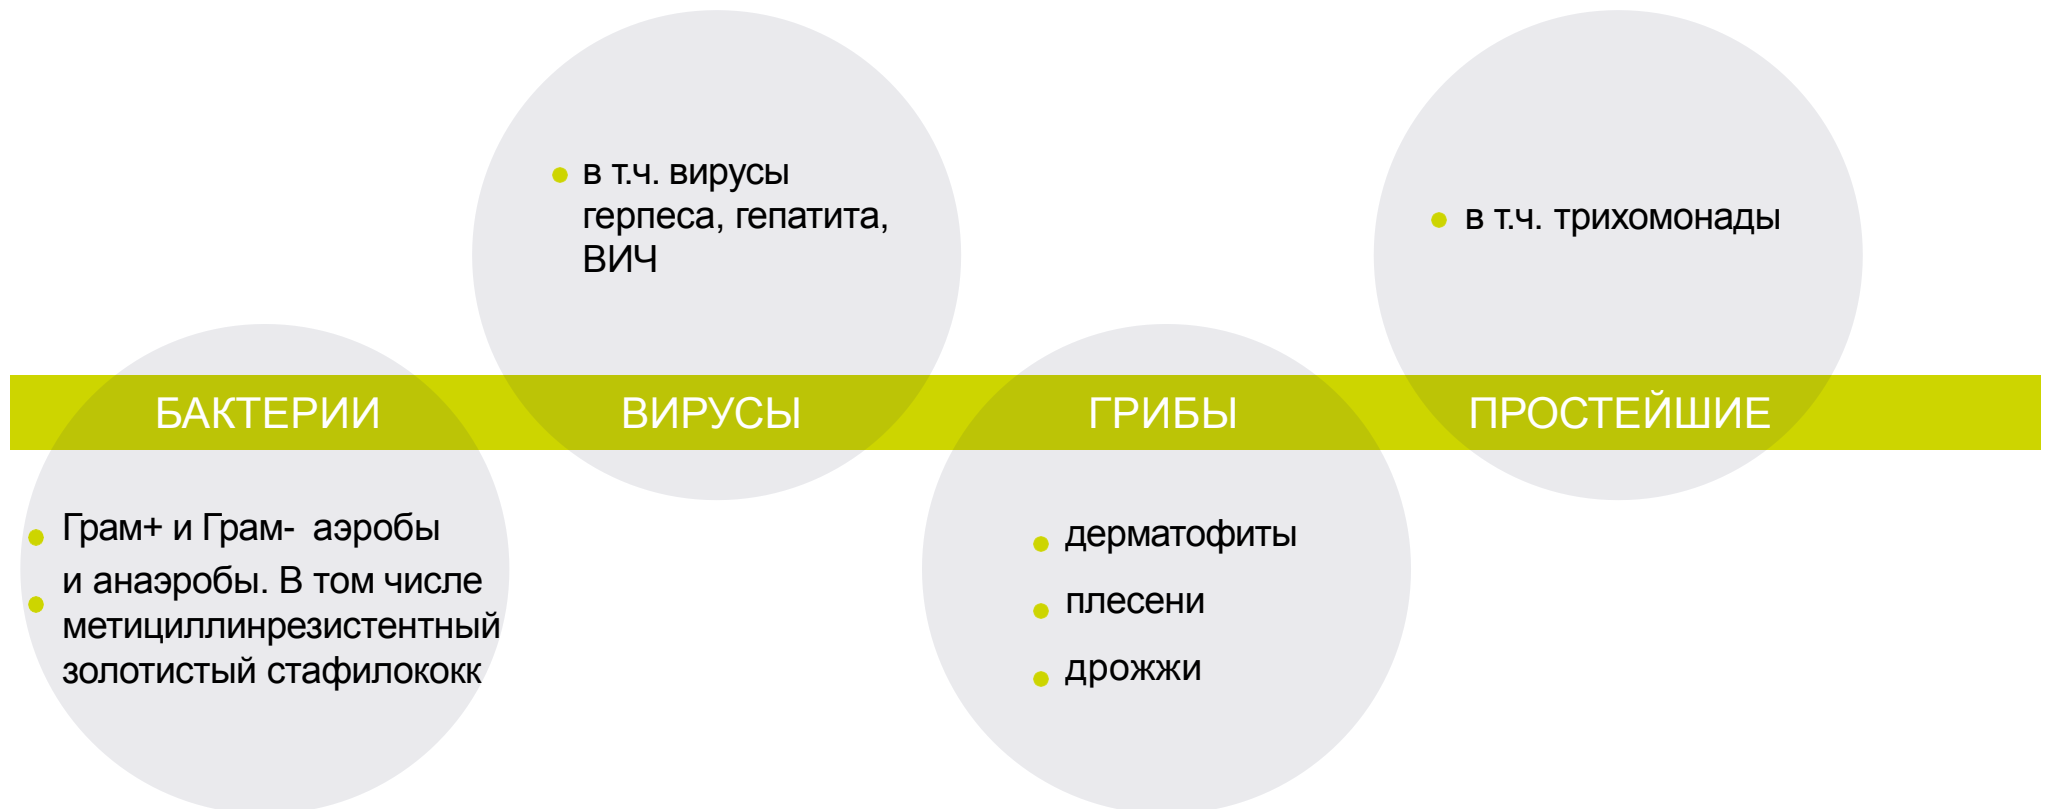 в т.ч. вирусы
герпеса, гепатита,
ВИЧ
в т.ч. трихомонады
БАКТЕРИИ
ВИРУСЫ
ГРИБЫ
ПРОСТЕЙШИЕ
Грам+ и Грам- аэробы
и анаэробы. В том числе
метициллинрезистентный
золотистый стафилококк
дерматофиты
плесени
дрожжи